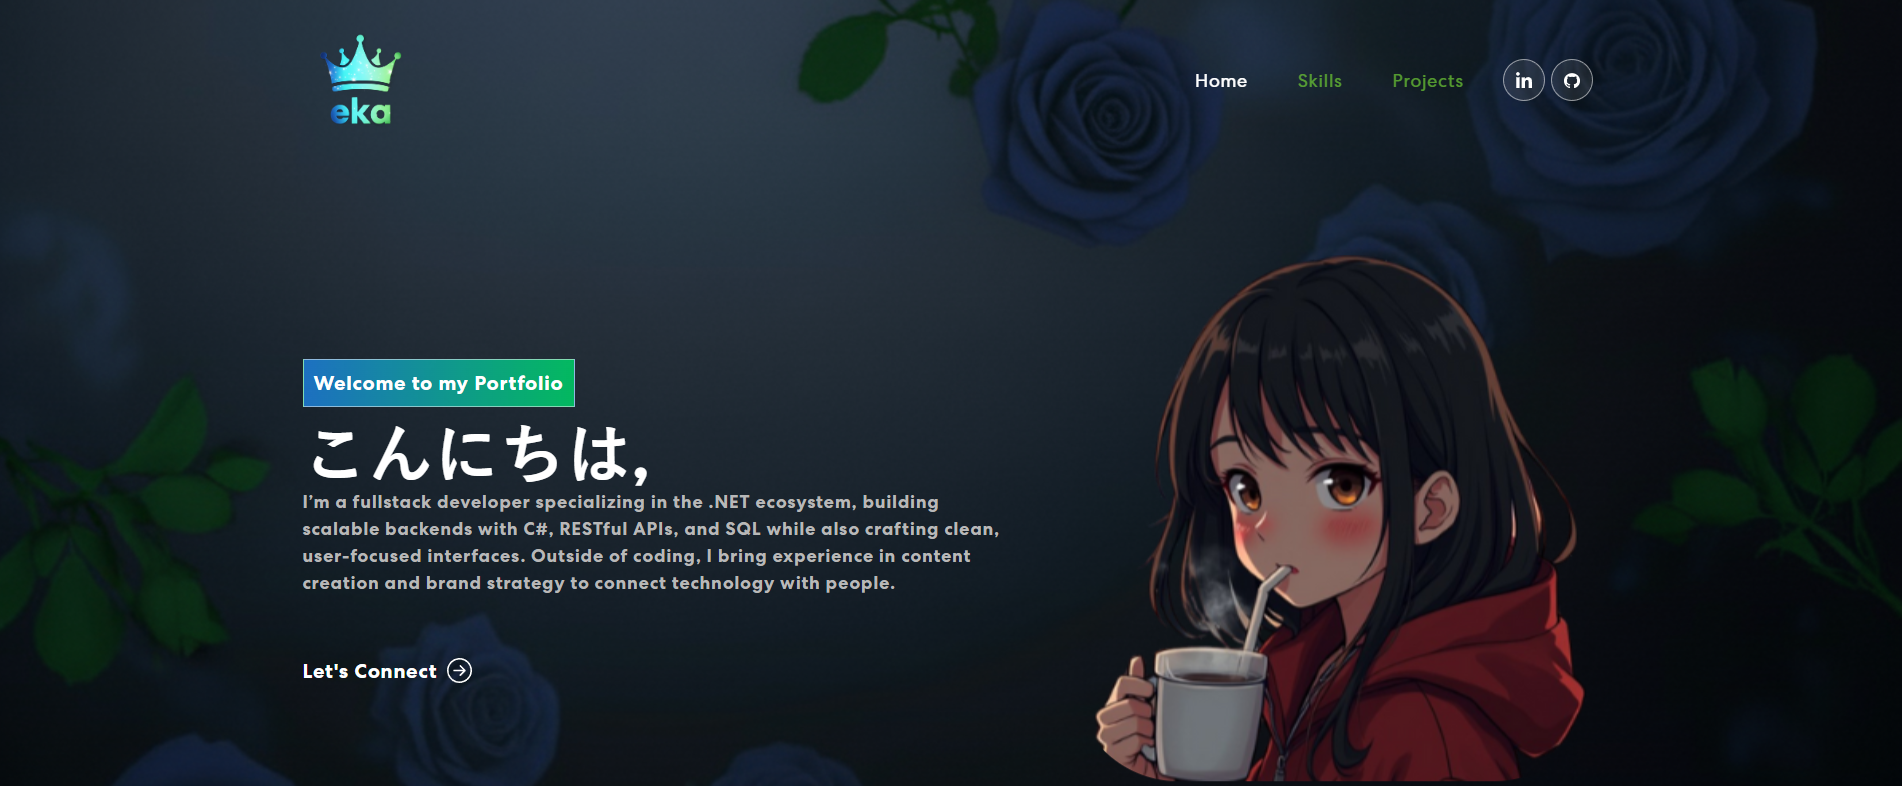 eka
Home Skills Projects
in
Welcome to my Portfolio
こんにちは,
I'm a fullstack developer specializing in the .NET ecosystem, building
scalable backends with C#, RESTful APIs, and SQL while also crafting clean,
user-focused interfaces. Outside of coding, I bring experience in content
creation and brand strategy to connect technology with people.
Let's Connect